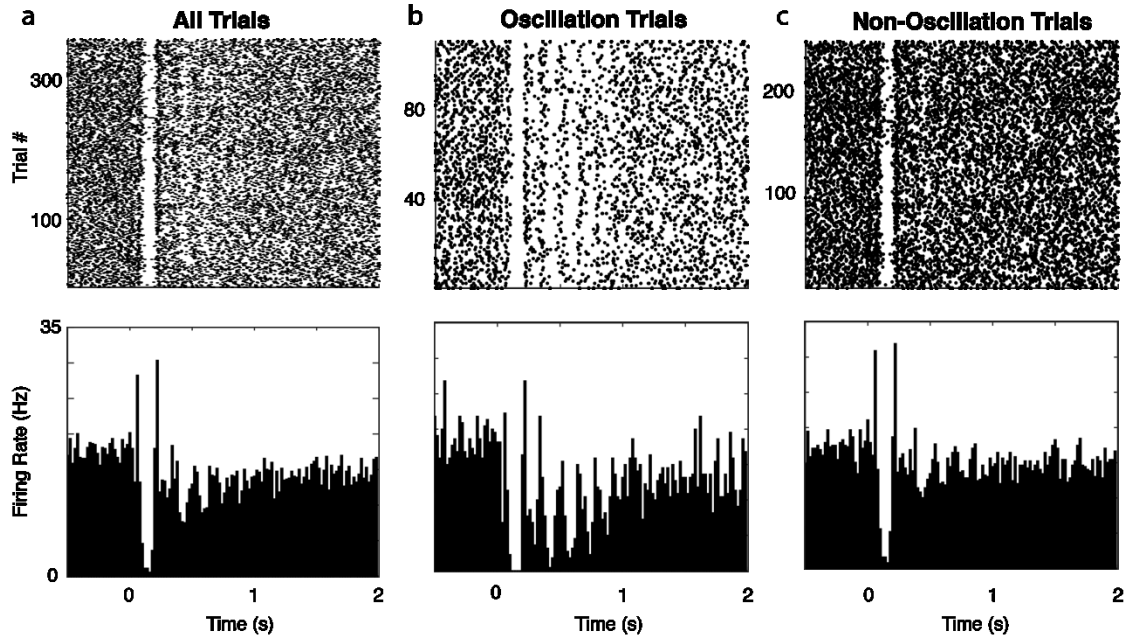 a
All Trials
b
Oscillation Trials
c
Non-Oscillation Trials
Trial #
300
100
80
40
200
100
Firing Rate (Hz)
35
0
0 1 2
Time (s)
0 1 2
Time (s)
0 1 2
Time (s)